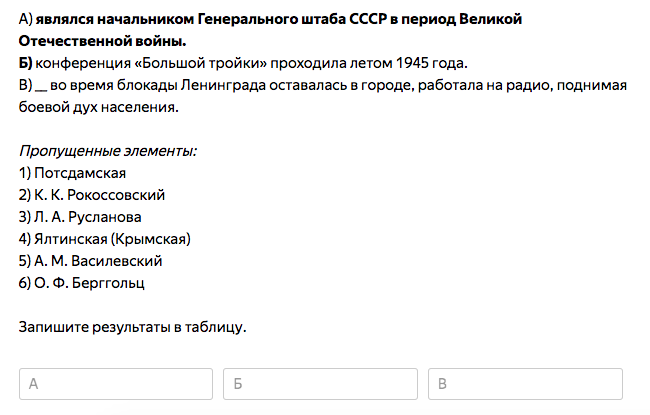 А) являлся начальником Генерального штаба СССР в период Великой
Отечественной войны.
Б) конференция «Большой тройки» проходила летом 1945 года.
В) __ во время блокады Ленинграда оставалась в городе, работала на радио, поднимая
боевой дух населения.
Пропущенные элементы:
1) Потсдамская
2) К. К. Рокоссовский
3) Л. А. Русланова
4) Ялтинская (Крымская)
5) А. М. Василевский
6) О. Ф. Берггольц
Запишите результаты в таблицу.
А Б В